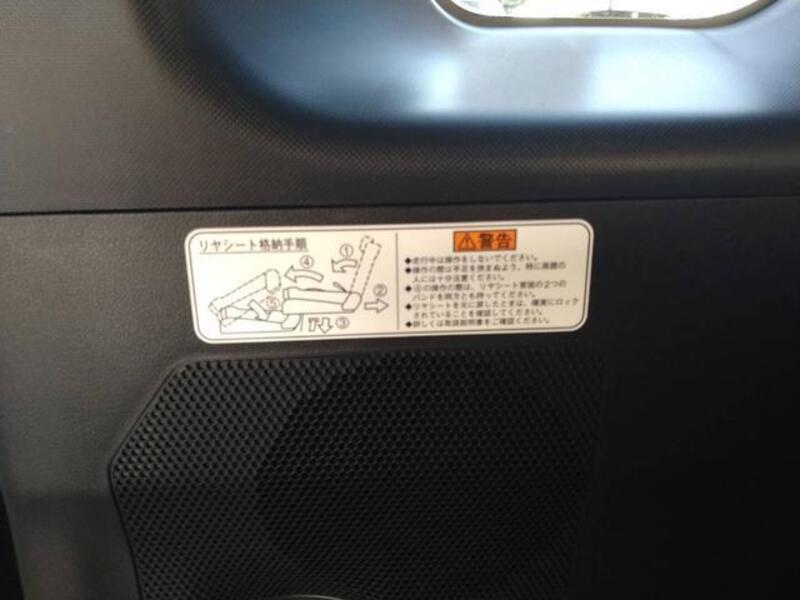 リヤシート格納手順
①
④
②
⑤
③
警告
◆走行中は操作をしないでください。
◆操作の際は手足を挟まぬよう、特に周囲の
人には十分注意ください。
◆④の操作の際は、リヤシート背面の2つの
バンドを両方とも持ってください。
◆リヤシートを元に戻したときは、確実にロック
されていることを確認してください。
◆詳しくは取扱説明書をご確認ください。